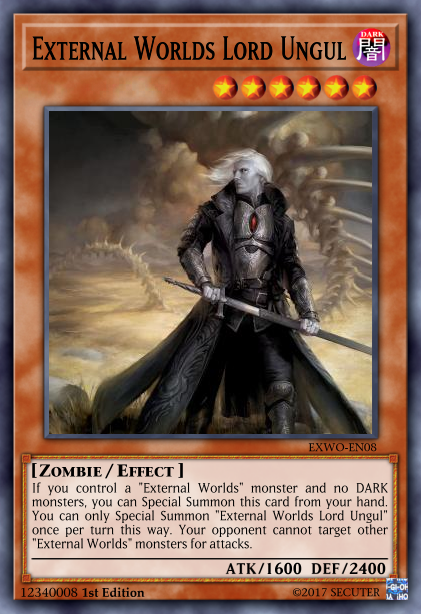 External Worlds Lord Ungul
DARK
闇
EXWO-EN08
[Zombie / Effect ]
If you control a "External Worlds" monster and no DARK
monsters, you can Special Summon this card from your hand.
You can only Special Summon "External Worlds Lord Ungul"
once per turn this way. Your opponent cannot target other
"External Worlds" monsters for attacks.
ATK/1600 DEF/2400
12340008 1st Edition
©2017 SECUTER